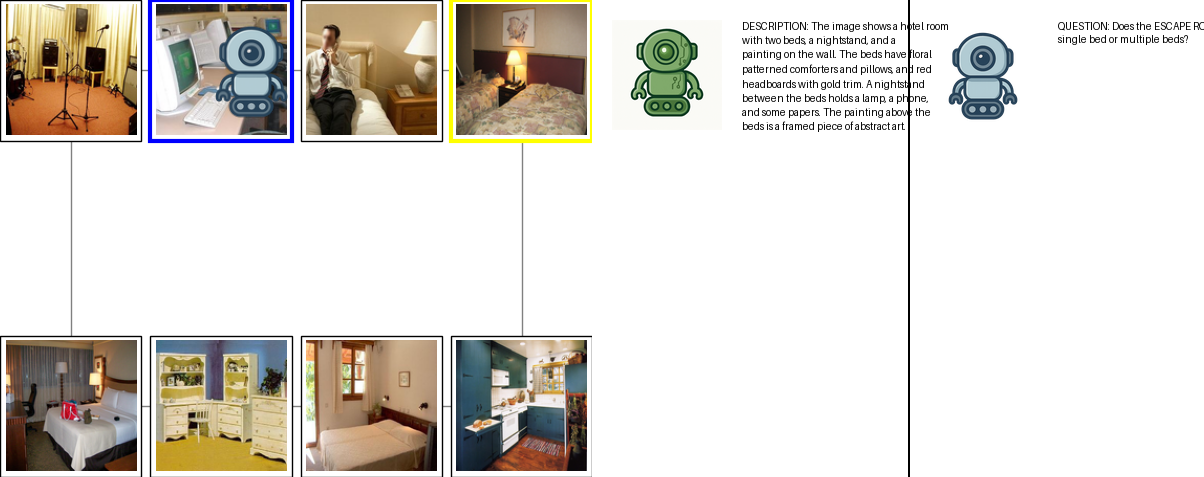 DESCRIPTION: The image shows a hotel room
with two beds, a nightstand, and a
painting on the wall. The beds have floral
patterned comforters and pillows, and red
headboards with gold trim. A nightstand
between the beds holds a lamp, a phone,
and some papers. The painting above the
beds is a framed piece of abstract art.
QUESTION: Does the ESCAPE RO
single bed or multiple beds?